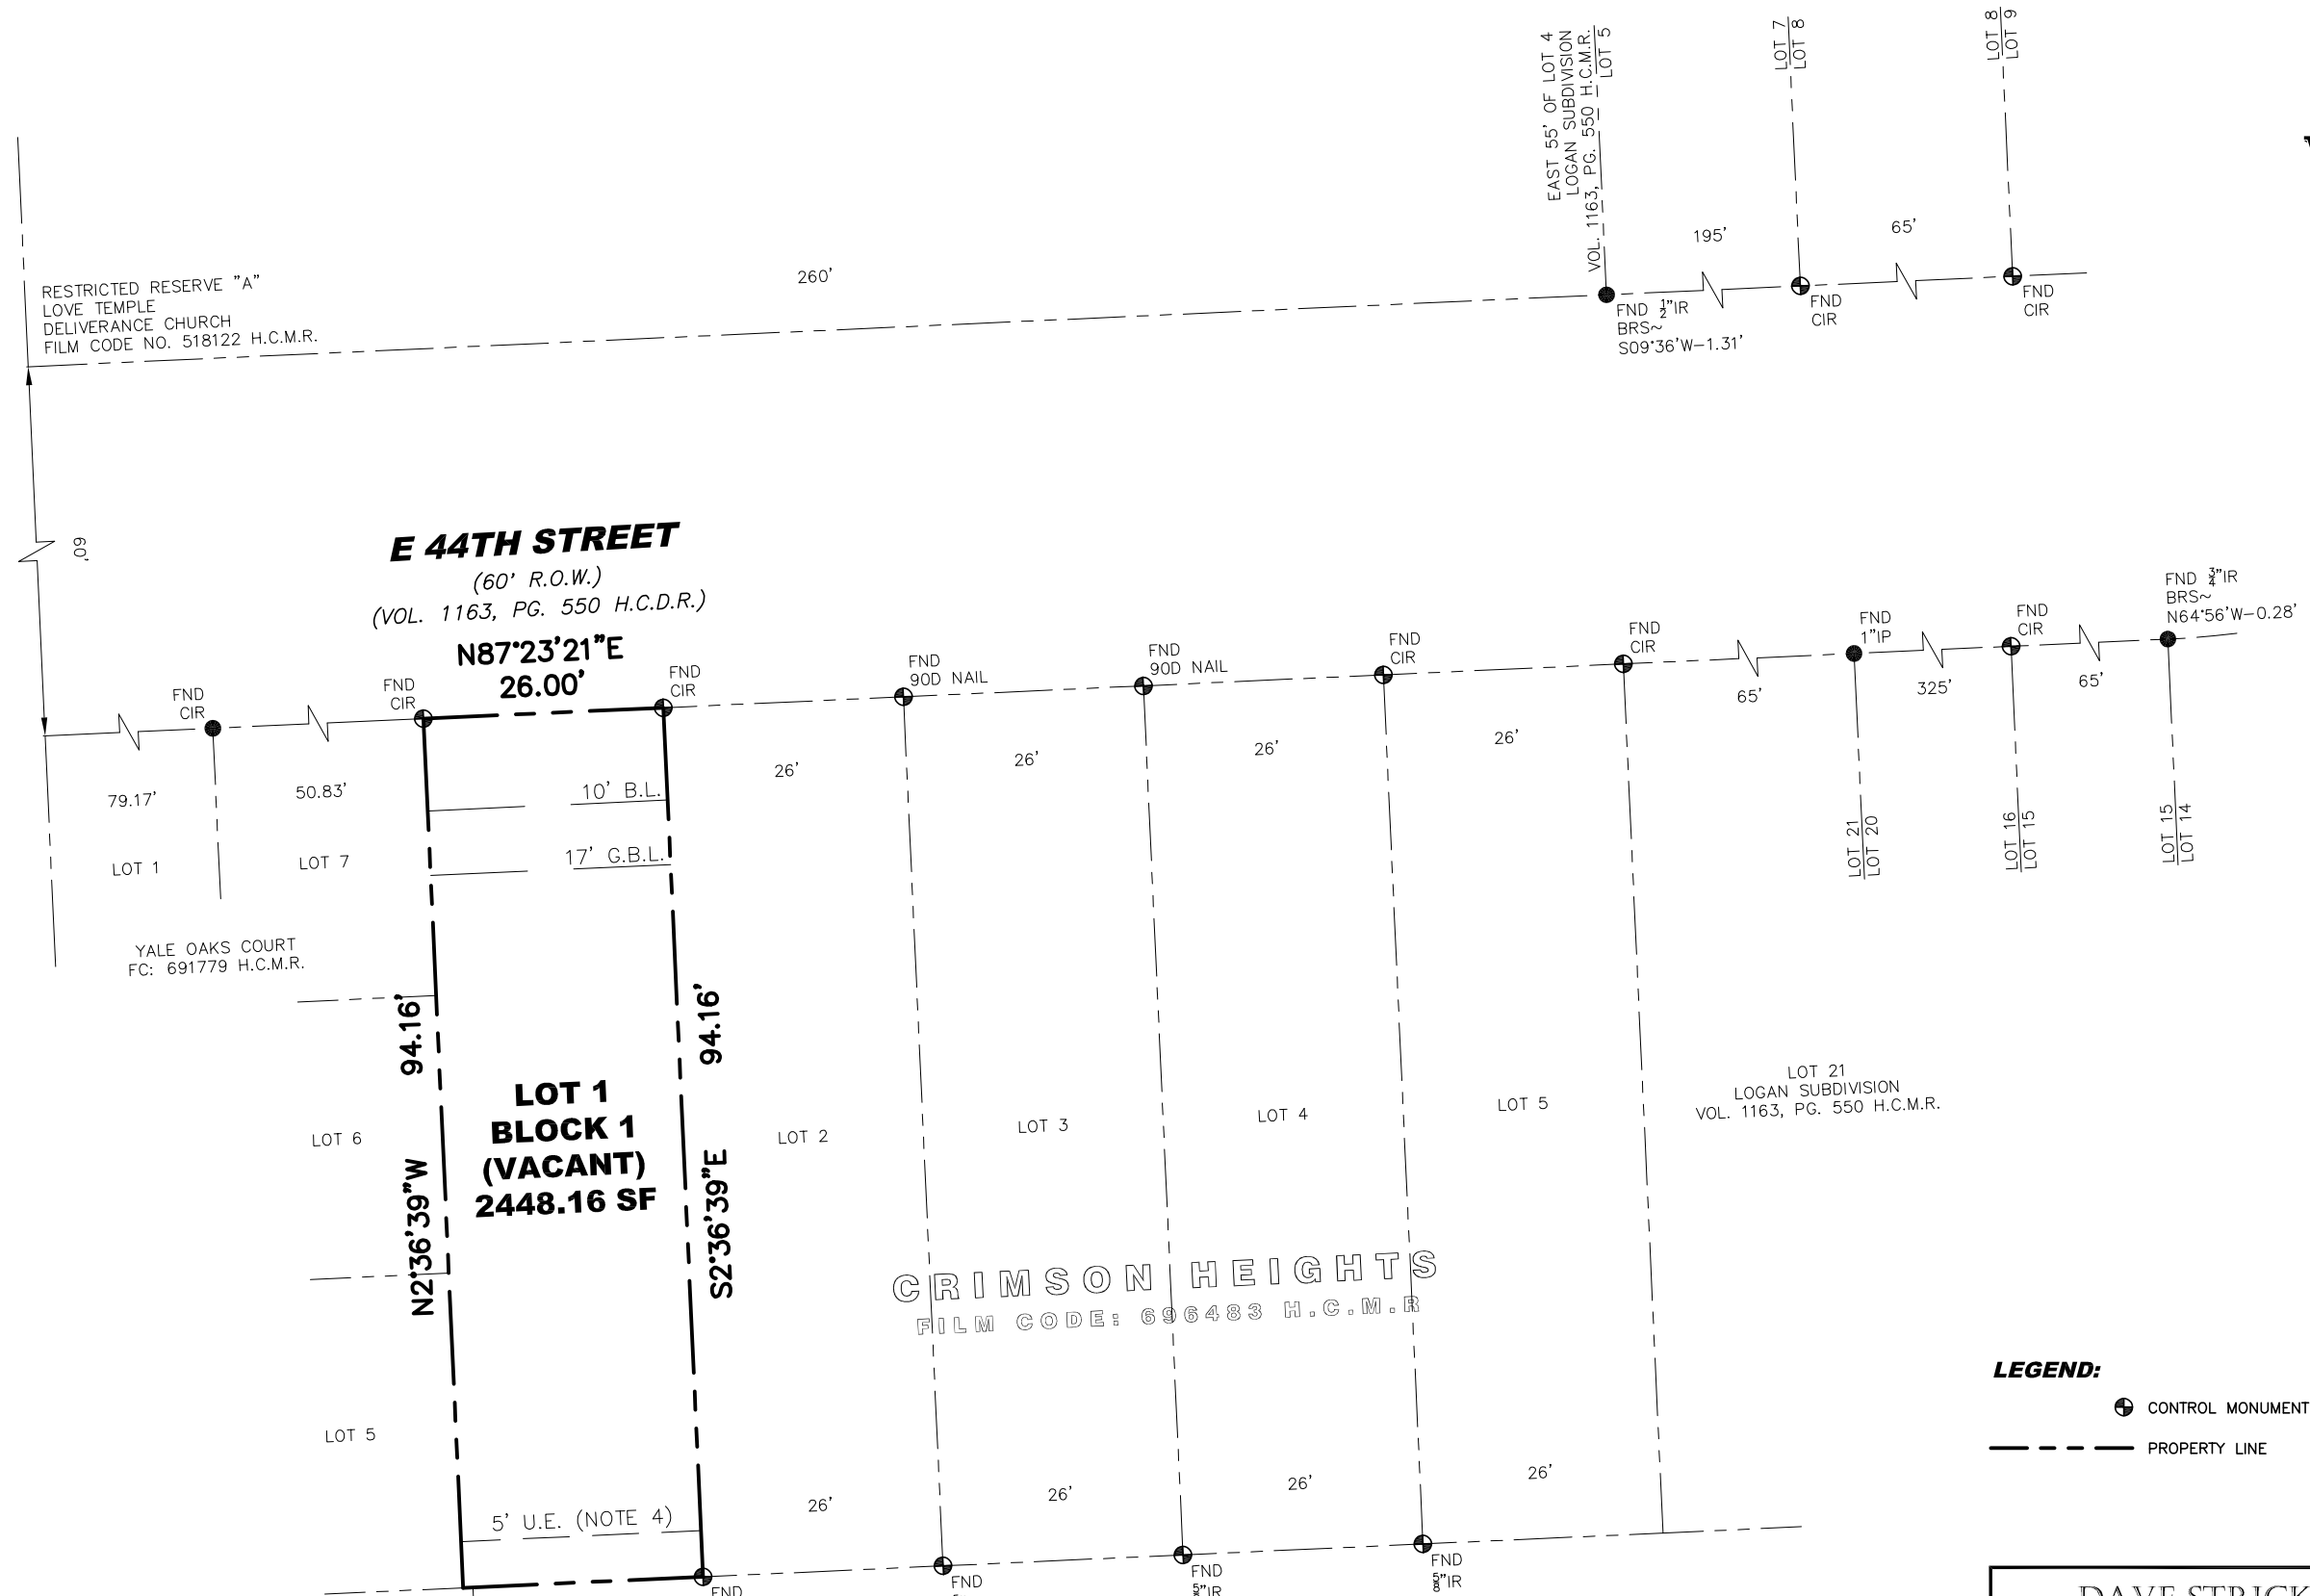 EAST 55' OF LOT 4
LOGAN SUBDIVISION
VOL. 1163, PG. 550 H.C.M.R.
LOT 5
LOT 7
LOT 8
LOT 8
LOT 9
195'
65'
260'
RESTRICTED RESERVE "A"
LOVE TEMPLE
DELIVERANCE CHURCH
FILM CODE NO. 518122 H.C.M.R.
FND 1/2"IR
BRS~
S09°36'W-1.31'
FND
CIR
FND
CIR
60'
E 44TH STREET
(60' R.O.W.)
(VOL. 1163, PG. 550 H.C.D.R.)
N87°23'21"E
26.00'
FND
CIR
FND
CIR
FND
CIR
FND
90D NAIL
FND
90D NAIL
FND
CIR
FND
CIR
FND
1"IP
FND
CIR
FND 3/4"IR
BRS~
N64°56'W-0.28'
79.17'
50.83'
10' B.L.
26'
26'
26'
26'
65'
325'
65'
LOT 1
LOT 7
17' G.B.L.
LOT 21
LOT 20
LOT 16
LOT 15
LOT 15
LOT 14
YALE OAKS COURT
FC: 691779 H.C.M.R.
94.16'
94.16'
LOT 1
BLOCK 1
(VACANT)
2448.16 SF
N2°36'39"W
S2°36'39"E
LOT 6
LOT 2
LOT 3
LOT 4
LOT 5
LOT 21
LOGAN SUBDIVISION
VOL. 1163, PG. 550 H.C.M.R.
CRIMSON HEIGHTS
FILM CODE: 696483 H.C.M.R
LEGEND:
CONTROL MONUMENT
PROPERTY LINE
LOT 5
5' U.E. (NOTE 4)
26'
26'
26'
26'
FND
FND
FND
5/8"IR
FND
5/8"IR
DAVE